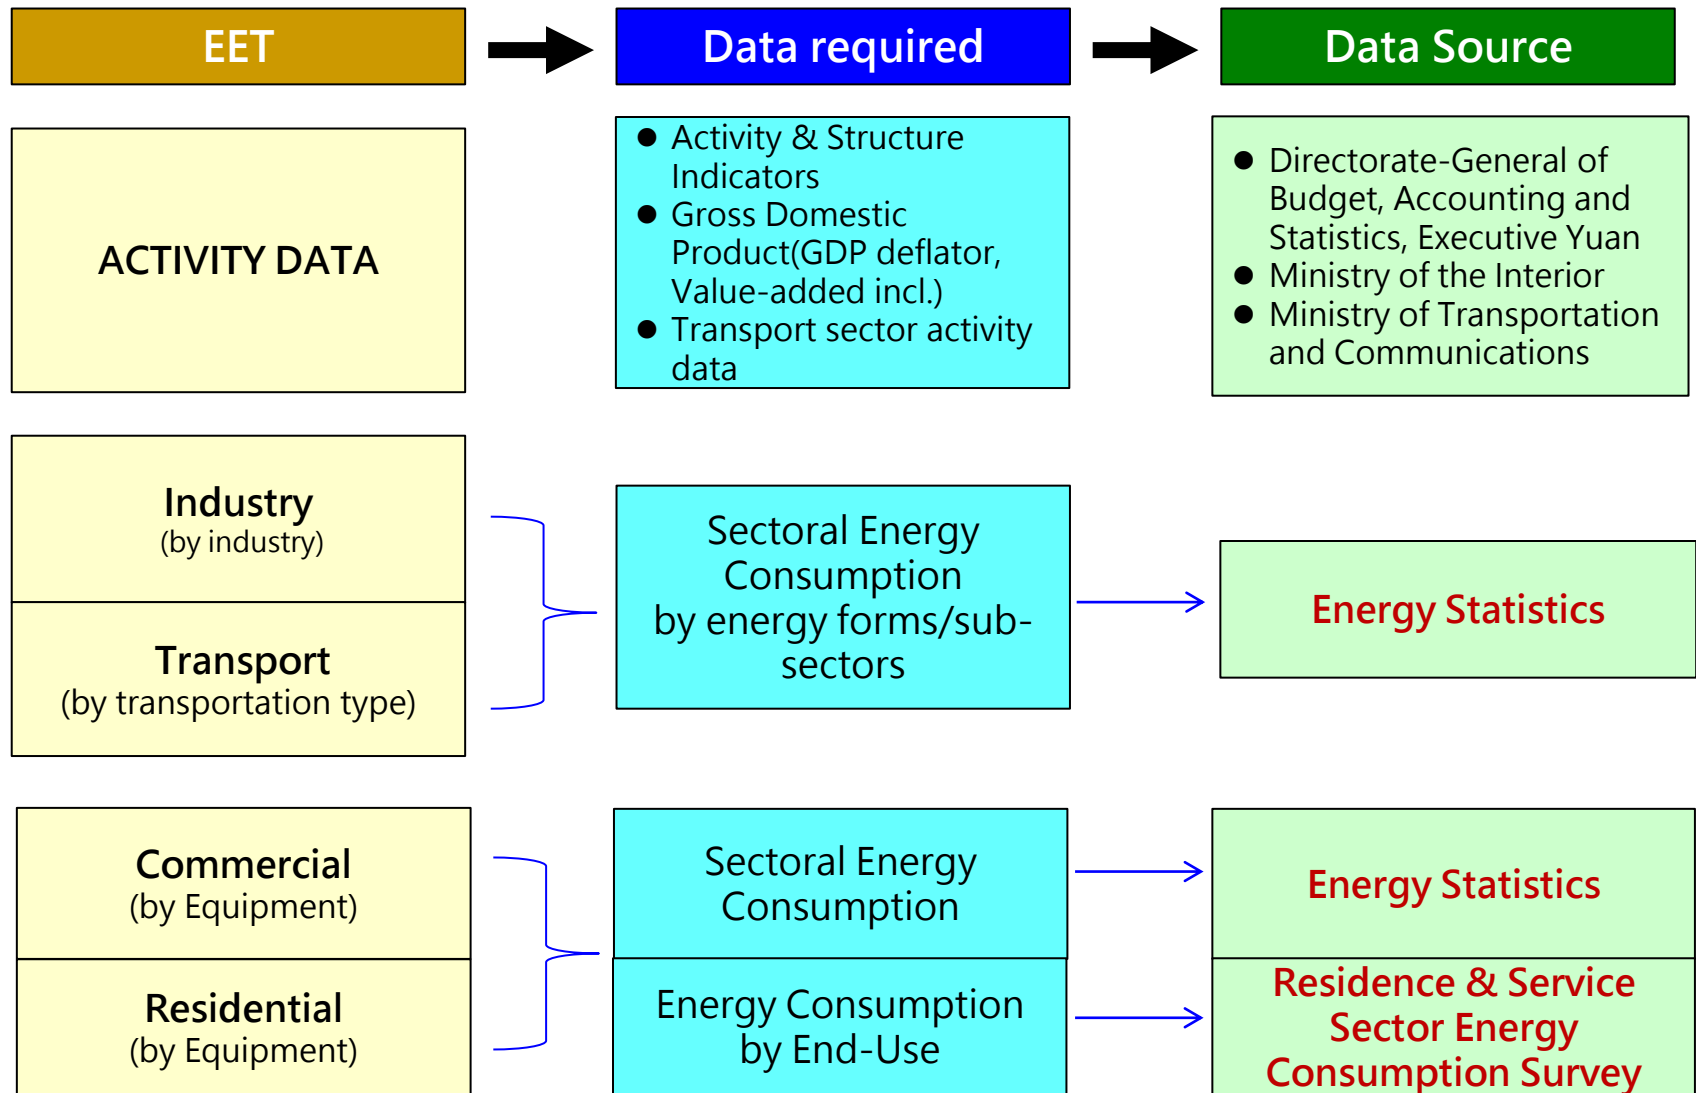 EET
Data required
Data Source
ACTIVITY DATA
● Activity & Structure
Indicators
● Gross Domestic
Product(GDP deflator,
Value-added incl.)
● Transport sector activity
data
● Directorate-General of
Budget, Accounting and
Statistics, Executive Yuan
● Ministry of the Interior
● Ministry of Transportation
and Communications
Industry
(by industry)
Transport
(by transportation type)
Sectoral Energy
Consumption
by energy forms/sub-
sectors
Energy Statistics
Commercial
(by Equipment)
Residential
(by Equipment)
Sectoral Energy
Consumption
Energy Consumption
by End-Use
Energy Statistics
Residence & Service
Sector Energy
Consumption Survey